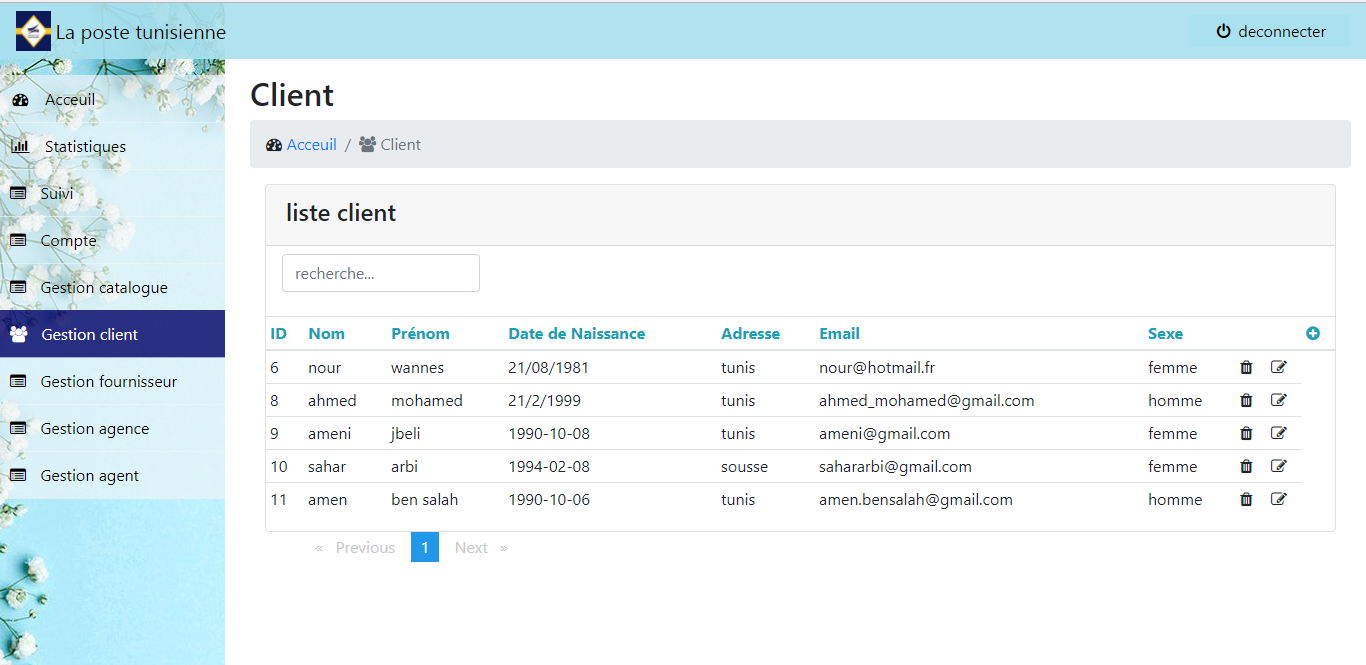 La poste tunisienne
deconnecter
Acceuil
Statistiques
Suivi
Compte
Gestion catalogue
Gestion client
Gestion fournisseur
Gestion agence
Gestion agent
Client
Acceuil / Client
liste client
recherche...
ID Nom Prénom Date de Naissance Adresse Email Sexe
6 nour wannes 21/08/1981 tunis nour@hotmail.fr femme
8 ahmed mohamed 21/2/1999 tunis ahmed_mohamed@gmail.com homme
9 ameni jbeli 1990-10-08 tunis ameni@gmail.com femme
10 sahar arbi 1994-02-08 sousse sahararbi@gmail.com femme
11 amen ben salah 1990-10-06 tunis amen.bensalah@gmail.com homme
« Previous 1 Next »